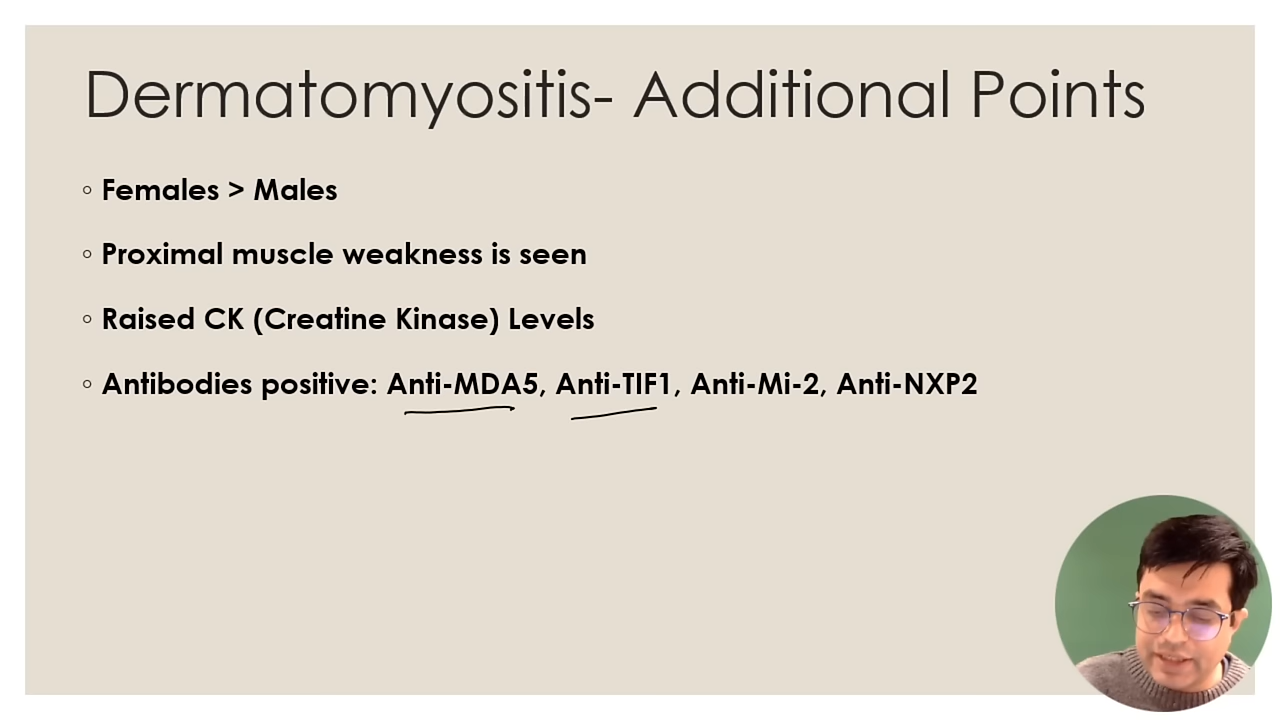 Dermatomyositis- Additional Points
Females > Males
Proximal muscle weakness is seen
Raised CK (Creatine Kinase) Levels
Antibodies positive: Anti-MDA5, Anti-TIF1, Anti-Mi-2, Anti-NXP2